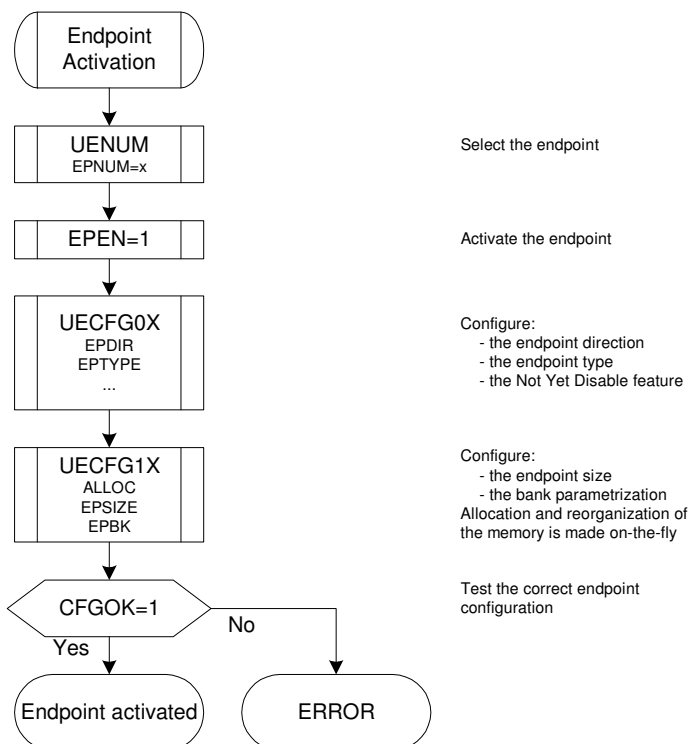 Endpoint
Activation
UENUM
EPNUM=x
Select the endpoint
EPEN=1
Activate the endpoint
UECFG0X
EPDIR
EPTYPE
...
Configure:
- the endpoint direction
- the endpoint type
- the Not Yet Disable feature
UECFG1X
ALLOC
EPSIZE
EPBK
Configure:
- the endpoint size
- the bank parametrization
Allocation and reorganization of
the memory is made on-the-fly
CFGOK=1
Test the correct endpoint
configuration
No
Yes
Endpoint activated
ERROR